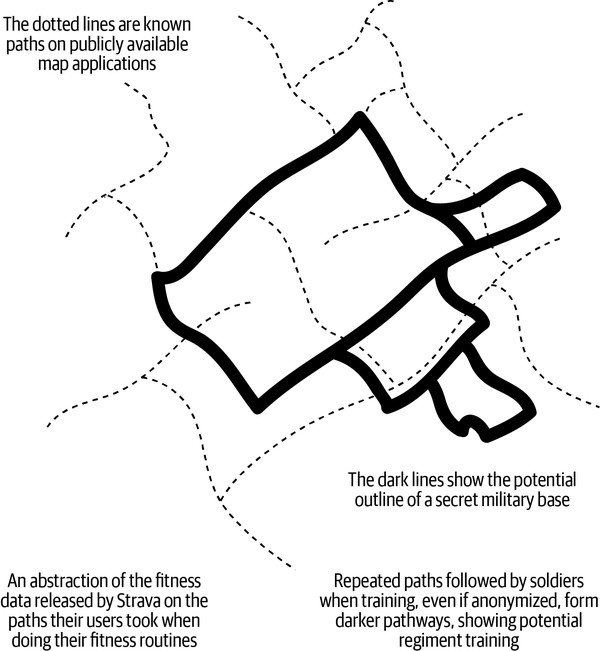 The dotted lines are known
paths on publicly available
map applications
The dark lines show the potential
outline of a secret military base
An abstraction of the fitness
data released by Strava on the
paths their users took when
doing their fitness routines
Repeated paths followed by soldiers
when training, even if anonymized, form
darker pathways, showing potential
regiment training